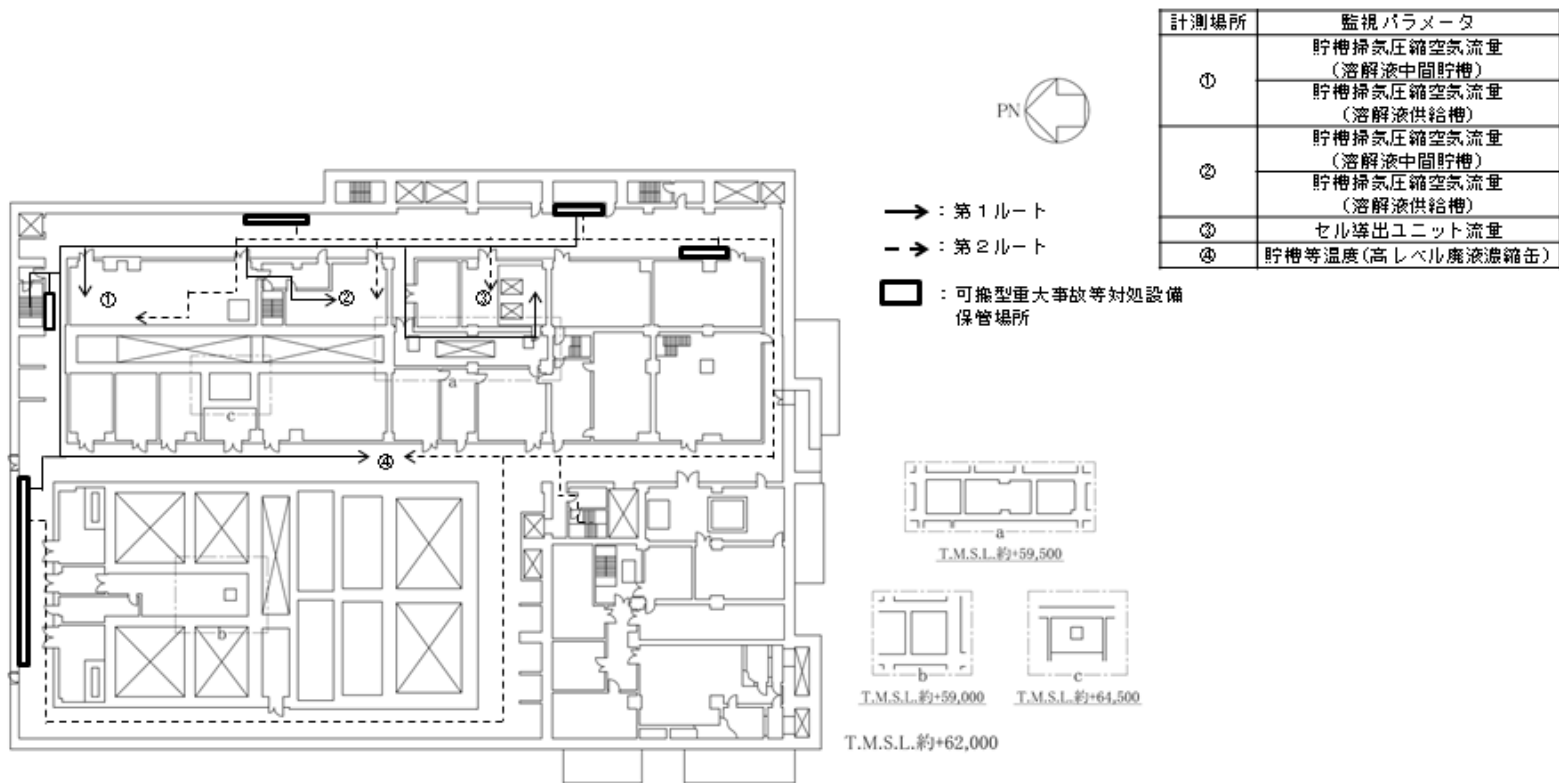 計測場所 監視パラメータ
① 貯槽掃気圧縮空気流量
(溶解液中間貯槽)
貯槽掃気圧縮空気流量
(溶解液供給槽)
② 貯槽掃気圧縮空気流量
(溶解液中間貯槽)
貯槽掃気圧縮空気流量
(溶解液供給槽)
③ セル導出ユニット流量
④ 貯槽等温度(高レベル廃液濃縮缶)
PN
:第1ルート
:第2ルート
:可搬型重大事故等対処設備
保管場所
①
②
③
a
c
④
b
a
T.M.S.L.約+59,500
b
T.M.S.L.約+59,000
c
T.M.S.L.約+64,500
T.M.S.L.約+62,000